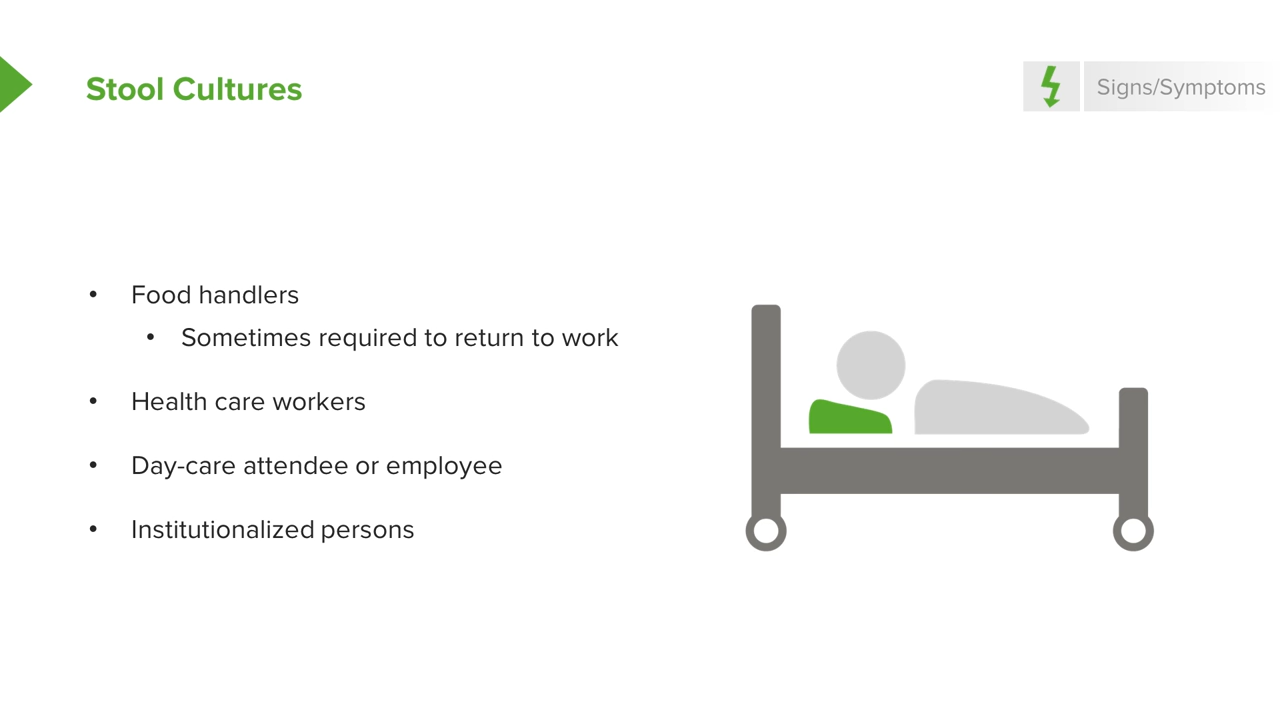 Stool Cultures
Signs/Symptoms
• Food handlers
• Sometimes required to return to work
• Health care workers
• Day-care attendee or employee
• Institutionalized persons